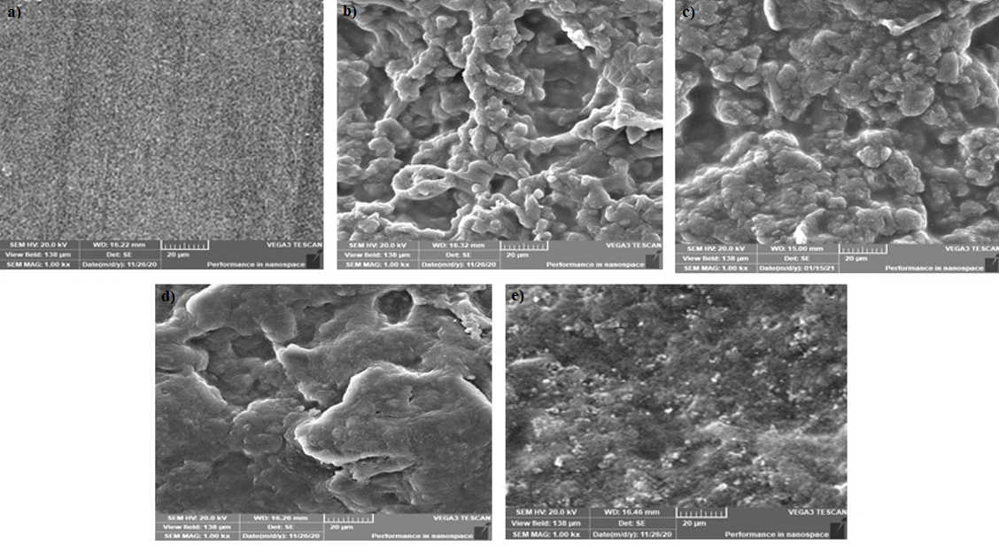 a)
SEM HV: 20.0 kV WD: 16.22 mm VEGA3 TESCAN
View field: 138 µm Det: SE 20 µm
SEM MAG: 1.00 kx Date(m/d/y): 11/26/20 Performance in nanospace
b)
SEM HV: 20.0 kV WD: 16.32 mm VEGA3 TESCAN
View field: 138 µm Det: SE 20 µm
SEM MAG: 1.00 kx Date(m/d/y): 11/26/20 Performance in nanospace
c)
SEM HV: 20.0 kV WD: 15.00 mm VEGA3 TESCAN
View field: 138 µm Det: SE 20 µm
SEM MAG: 1.00 kx Date(m/d/y): 01/15/21 Performance in nanospace
d)
SEM HV: 20.0 kV WD: 16.26 mm VEGA3 TESCAN
View field: 138 µm Det: SE 20 µm
SEM MAG: 1.00 kx Date(m/d/y): 11/26/20 Performance in nanospace
e)
SEM HV: 20.0 kV WD: 16.46 mm VEGA3 TESCAN
View field: 138 µm Det: SE 20 µm
SEM MAG: 1.00 kx Date(m/d/y): 11/26/20 Performance in nanospace